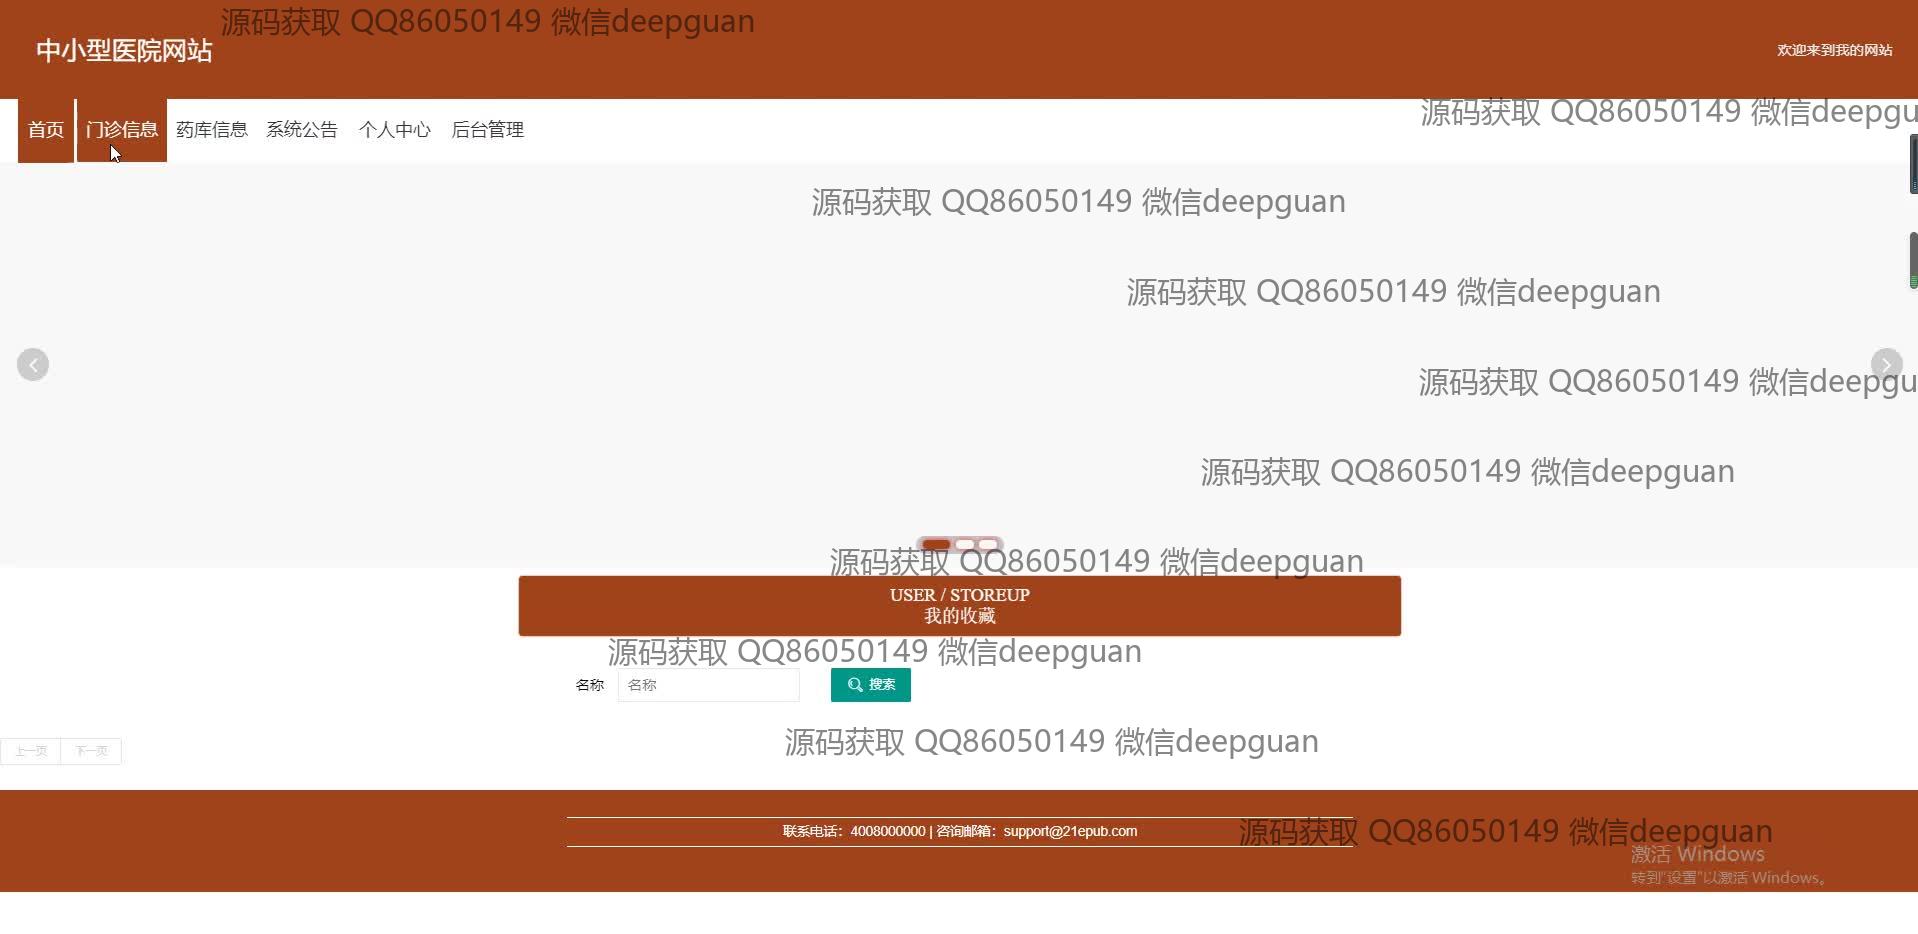 源码获取 QQ86050149 微信deepguan
中小型医院网站
欢迎来到我的网站
源码获取 QQ86050149 微信deepgu
首页 门诊信息 药库信息 系统公告 个人中心 后台管理
源码获取 QQ86050149 微信deepguan
源码获取 QQ86050149 微信deepguan
源码获取 QQ86050149 微信deepgu
源码获取 QQ86050149 微信deepguan
源码获取 QQ86050149 微信deepguan
USER / STOREUP
我的收藏
源码获取 QQ86050149 微信deepguan
名称 名称 搜索
源码获取 QQ86050149 微信deepguan
上一页 下一页
联系电话：4008000000 | 咨询邮箱：support@21epub.com
源码获取 QQ86050149 微信deepguan
激活 Windows
转到"设置"以激活 Windows。